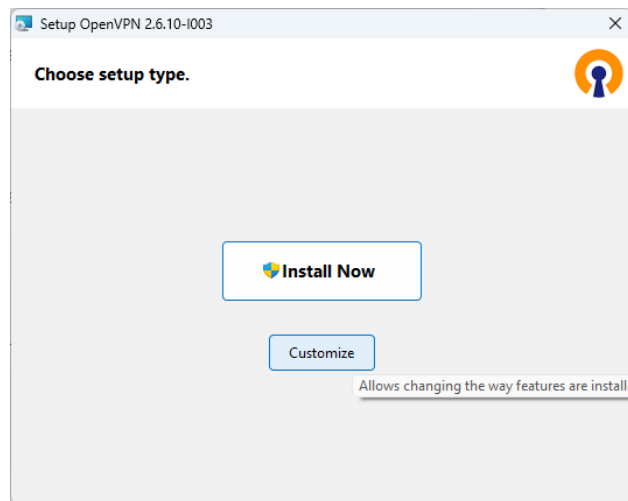 Setup OpenVPN 2.6.10-I003
Choose setup type.
Install Now
Customize
Allows changing the way features are install